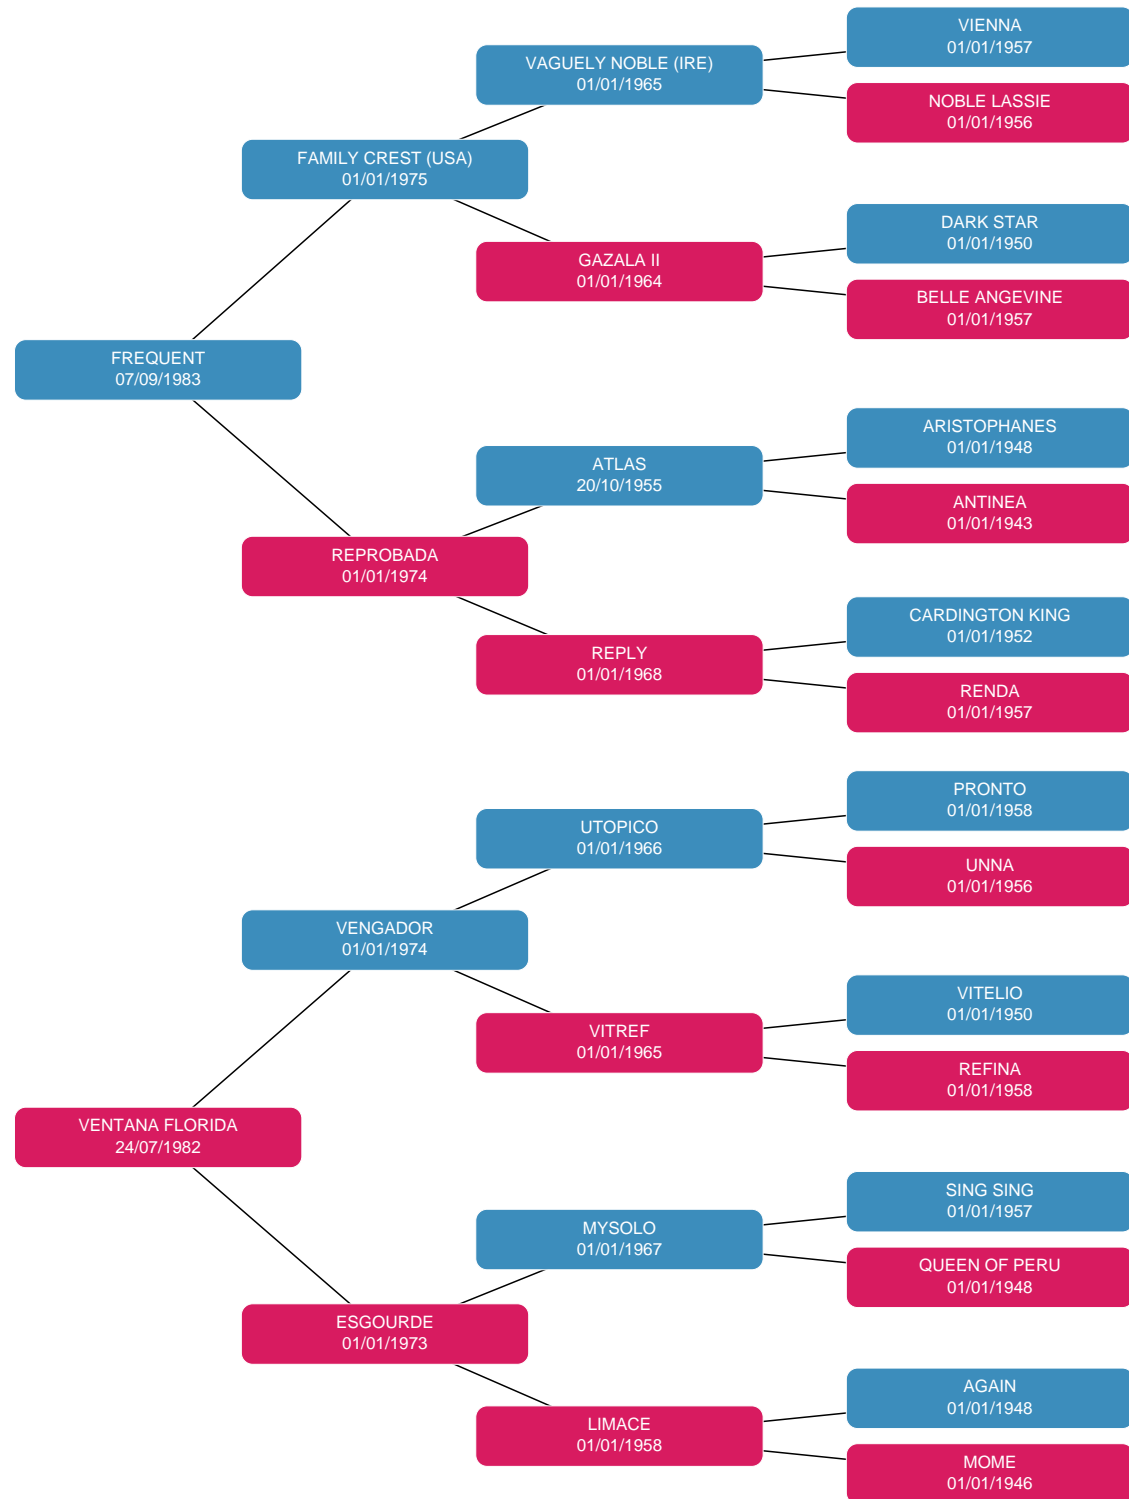 VIENNA
01/01/1957
VAGUELY NOBLE (IRE)
01/01/1965
NOBLE LASSIE
01/01/1956
FAMILY CREST (USA)
01/01/1975
DARK STAR
01/01/1950
GAZALA II
01/01/1964
BELLE ANGEVINE
01/01/1957
FREQUENT
07/09/1983
ARISTOPHANES
01/01/1948
ATLAS
20/10/1955
ANTINEA
01/01/1943
REPROBADA
01/01/1974
CARDINGTON KING
01/01/1952
REPLY
01/01/1968
RENDA
01/01/1957
PRONTO
01/01/1958
UTOPICO
01/01/1966
UNNA
01/01/1956
VENGADOR
01/01/1974
VITELIO
01/01/1950
VITREF
01/01/1965
REFINA
01/01/1958
VENTANA FLORIDA
24/07/1982
SING SING
01/01/1957
MYSOLO
01/01/1967
QUEEN OF PERU
01/01/1948
ESGOURDE
01/01/1973
AGAIN
01/01/1948
LIMACE
01/01/1958
MOME
01/01/1946